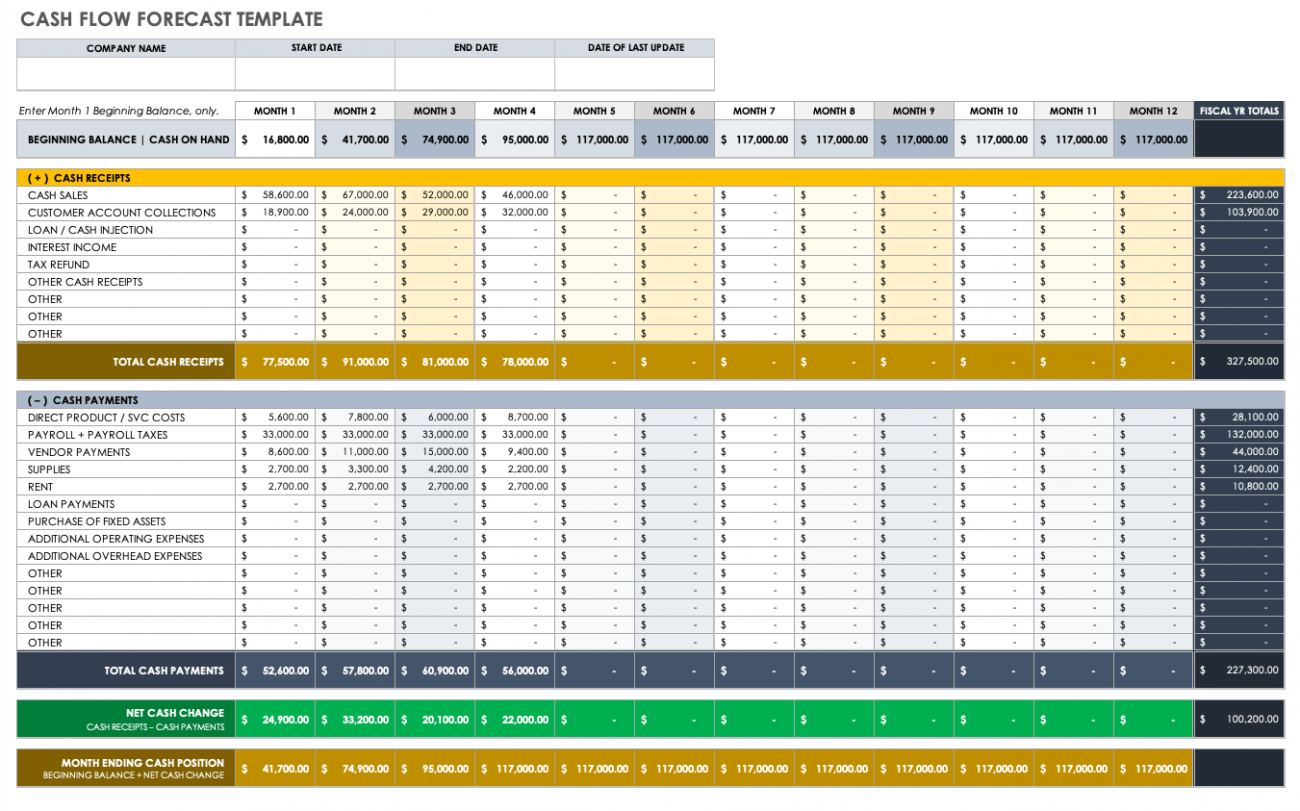 CASH FLOW FORECAST TEMPLATE
COMPANY NAME START DATE END DATE DATE OF LAST UPDATE
Enter Month 1 Beginning Balance, only. MONTH 1 MONTH 2 MONTH 3 MONTH 4 MONTH 5 MONTH 6 MONTH 7 MONTH 8 MONTH 9 MONTH 10 MONTH 11 MONTH 12 FISCAL YR TOTALS
BEGINNING BALANCE | CASH ON HAND $ 16,800.00 $ 41,700.00 $ 74,900.00 $ 95,000.00 $ 117,000.00 $ 117,000.00 $ 117,000.00 $ 117,000.00 $ 117,000.00 $ 117,000.00 $ 117,000.00 $ 117,000.00
( + ) CASH RECEIPTS
CASH SALES $ 58,600.00 $ 67,000.00 $ 52,000.00 $ 46,000.00 $ - $ - $ - $ - $ - $ - $ - $ - $ 223,600.00
CUSTOMER ACCOUNT COLLECTIONS $ 18,900.00 $ 24,000.00 $ 29,000.00 $ 32,000.00 $ - $ - $ - $ - $ - $ - $ - $ - $ 103,900.00
LOAN / CASH INJECTION $ - $ - $ - $ - $ - $ - $ - $ - $ - $ - $ - $ - $ -
INTEREST INCOME $ - $ - $ - $ - $ - $ - $ - $ - $ - $ - $ - $ - $ -
TAX REFUND $ - $ - $ - $ - $ - $ - $ - $ - $ - $ - $ - $ - $ -
OTHER CASH RECEIPTS $ - $ - $ - $ - $ - $ - $ - $ - $ - $ - $ - $ - $ -
OTHER $ - $ - $ - $ - $ - $ - $ - $ - $ - $ - $ - $ - $ -
OTHER $ - $ - $ - $ - $ - $ - $ - $ - $ - $ - $ - $ - $ -
OTHER $ - $ - $ - $ - $ - $ - $ - $ - $ - $ - $ - $ - $ -
TOTAL CASH RECEIPTS $ 77,500.00 $ 91,000.00 $ 81,000.00 $ 78,000.00 $ - $ - $ - $ - $ - $ - $ - $ - $ 327,500.00
( – ) CASH PAYMENTS
DIRECT PRODUCT / SVC COSTS $ 5,600.00 $ 7,800.00 $ 6,000.00 $ 8,700.00 $ - $ - $ - $ - $ - $ - $ - $ - $ 28,100.00
PAYROLL + PAYROLL TAXES $ 33,000.00 $ 33,000.00 $ 33,000.00 $ 33,000.00 $ - $ - $ - $ - $ - $ - $ - $ - $ 132,000.00
VENDOR PAYMENTS $ 8,600.00 $ 11,000.00 $ 15,000.00 $ 9,400.00 $ - $ - $ - $ - $ - $ - $ - $ - $ 44,000.00
SUPPLIES $ 2,700.00 $ 3,300.00 $ 4,200.00 $ 2,200.00 $ - $ - $ - $ - $ - $ - $ - $ - $ 12,400.00
RENT $ 2,700.00 $ 2,700.00 $ 2,700.00 $ 2,700.00 $ - $ - $ - $ - $ - $ - $ - $ - $ 10,800.00
LOAN PAYMENTS $ - $ - $ - $ - $ - $ - $ - $ - $ - $ - $ - $ - $ -
PURCHASE OF FIXED ASSETS $ - $ - $ - $ - $ - $ - $ - $ - $ - $ - $ - $ - $ -
ADDITIONAL OPERATING EXPENSES $ - $ - $ - $ - $ - $ - $ - $ - $ - $ - $ - $ - $ -
ADDITIONAL OVERHEAD EXPENSES $ - $ - $ - $ - $ - $ - $ - $ - $ - $ - $ - $ - $ -
OTHER $ - $ - $ - $ - $ - $ - $ - $ - $ - $ - $ - $ - $ -
OTHER $ - $ - $ - $ - $ - $ - $ - $ - $ - $ - $ - $ - $ -
OTHER $ - $ - $ - $ - $ - $ - $ - $ - $ - $ - $ - $ - $ -
OTHER $ - $ - $ - $ - $ - $ - $ - $ - $ - $ - $ - $ - $ -
OTHER $ - $ - $ - $ - $ - $ - $ - $ - $ - $ - $ - $ - $ -
TOTAL CASH PAYMENTS $ 52,600.00 $ 57,800.00 $ 60,900.00 $ 56,000.00 $ - $ - $ - $ - $ - $ - $ - $ - $ 227,300.00
NET CASH CHANGE $ 24,900.00 $ 33,200.00 $ 20,100.00 $ 22,000.00 $ - $ - $ - $ - $ - $ - $ - $ - $ 100,200.00
CASH RECEIPTS – CASH PAYMENTS
MONTH ENDING CASH POSITION $ 41,700.00 $ 74,900.00 $ 95,000.00 $ 117,000.00 $ 117,000.00 $ 117,000.00 $ 117,000.00 $ 117,000.00 $ 117,000.00 $ 117,000.00 $ 117,000.00 $ 117,000.00
BEGINNING BALANCE + NET CASH CHANGE